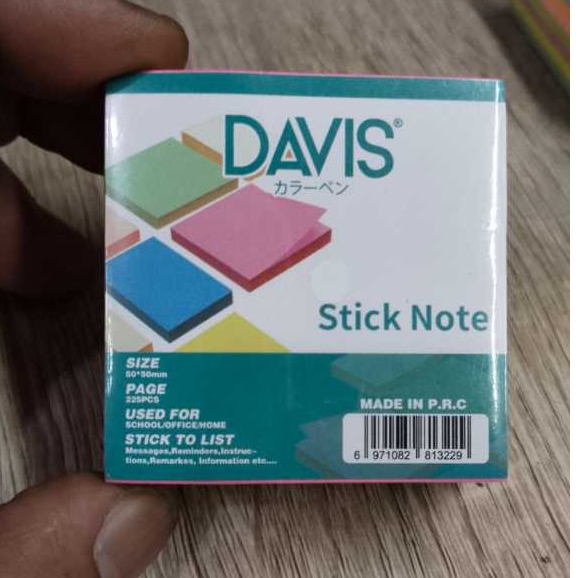 DAVIS®
カラーペン
Stick Note
SIZE
50*50mm
PAGE
225PCS
USED FOR
SCHOOL/OFFICE/HOME
STICK TO LIST
Messages,Reminders,Instruc-
tions,Remarkes, Information etc....
MADE IN P.R.C
6 971082 813229